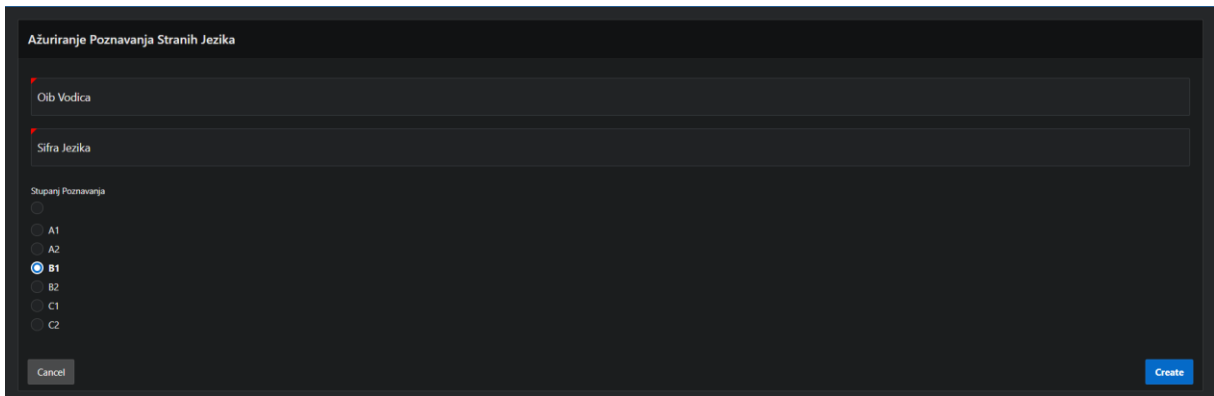 Ažuriranje Poznavanja Stranih Jezika
Oib Vodica
Sifra Jezika
Stupanj Poznavanja
A1
A2
B1
B2
C1
C2
Cancel
Create